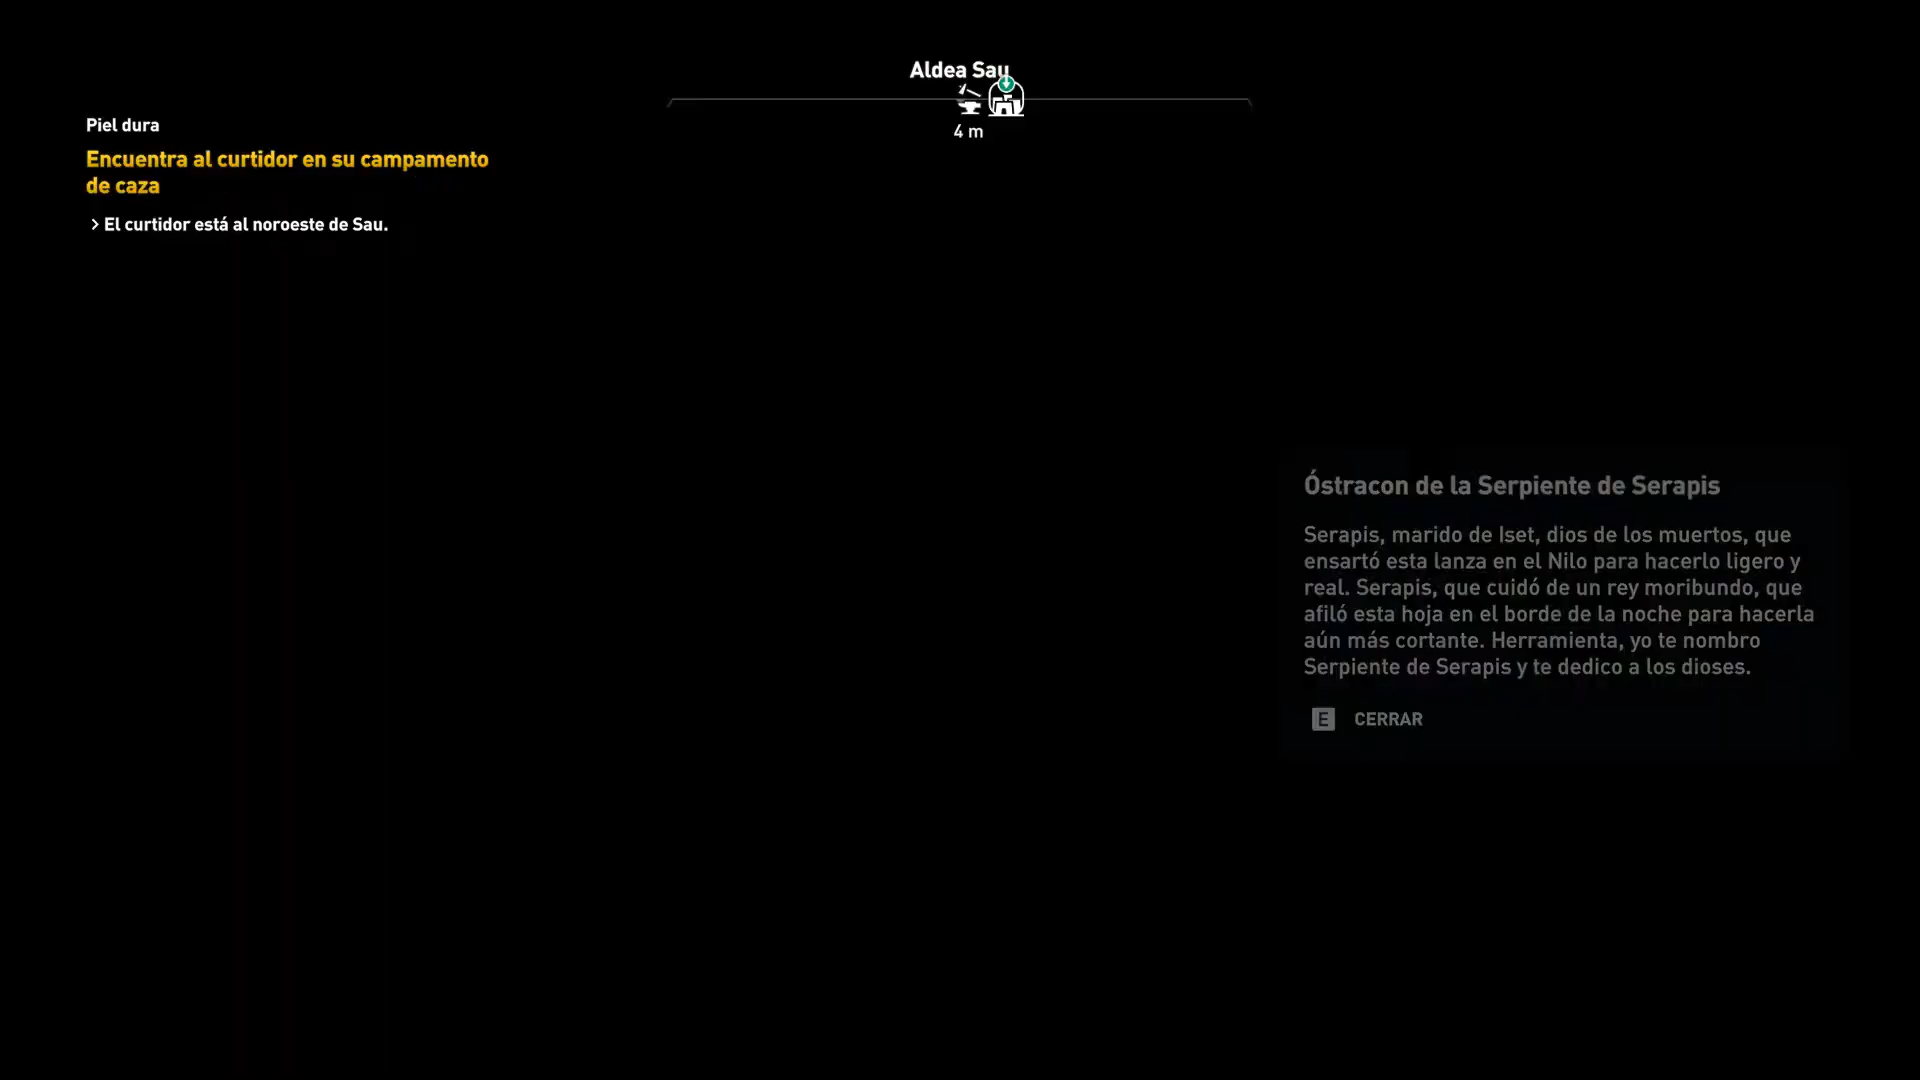 Aldea Sau
4 m
Piel dura
Encuentra al curtidor en su campamento
de caza
> El curtidor está al noroeste de Sau.
Óstracon de la Serpiente de Serapis
Serapis, marido de Iset, dios de los muertos, que
ensartó esta lanza en el Nilo para hacerlo ligero y
real. Serapis, que cuidó de un rey moribundo, que
afiló esta hoja en el borde de la noche para hacerla
aún más cortante. Herramienta, yo te nombro
Serpiente de Serapis y te dedico a los dioses.
E CERRAR